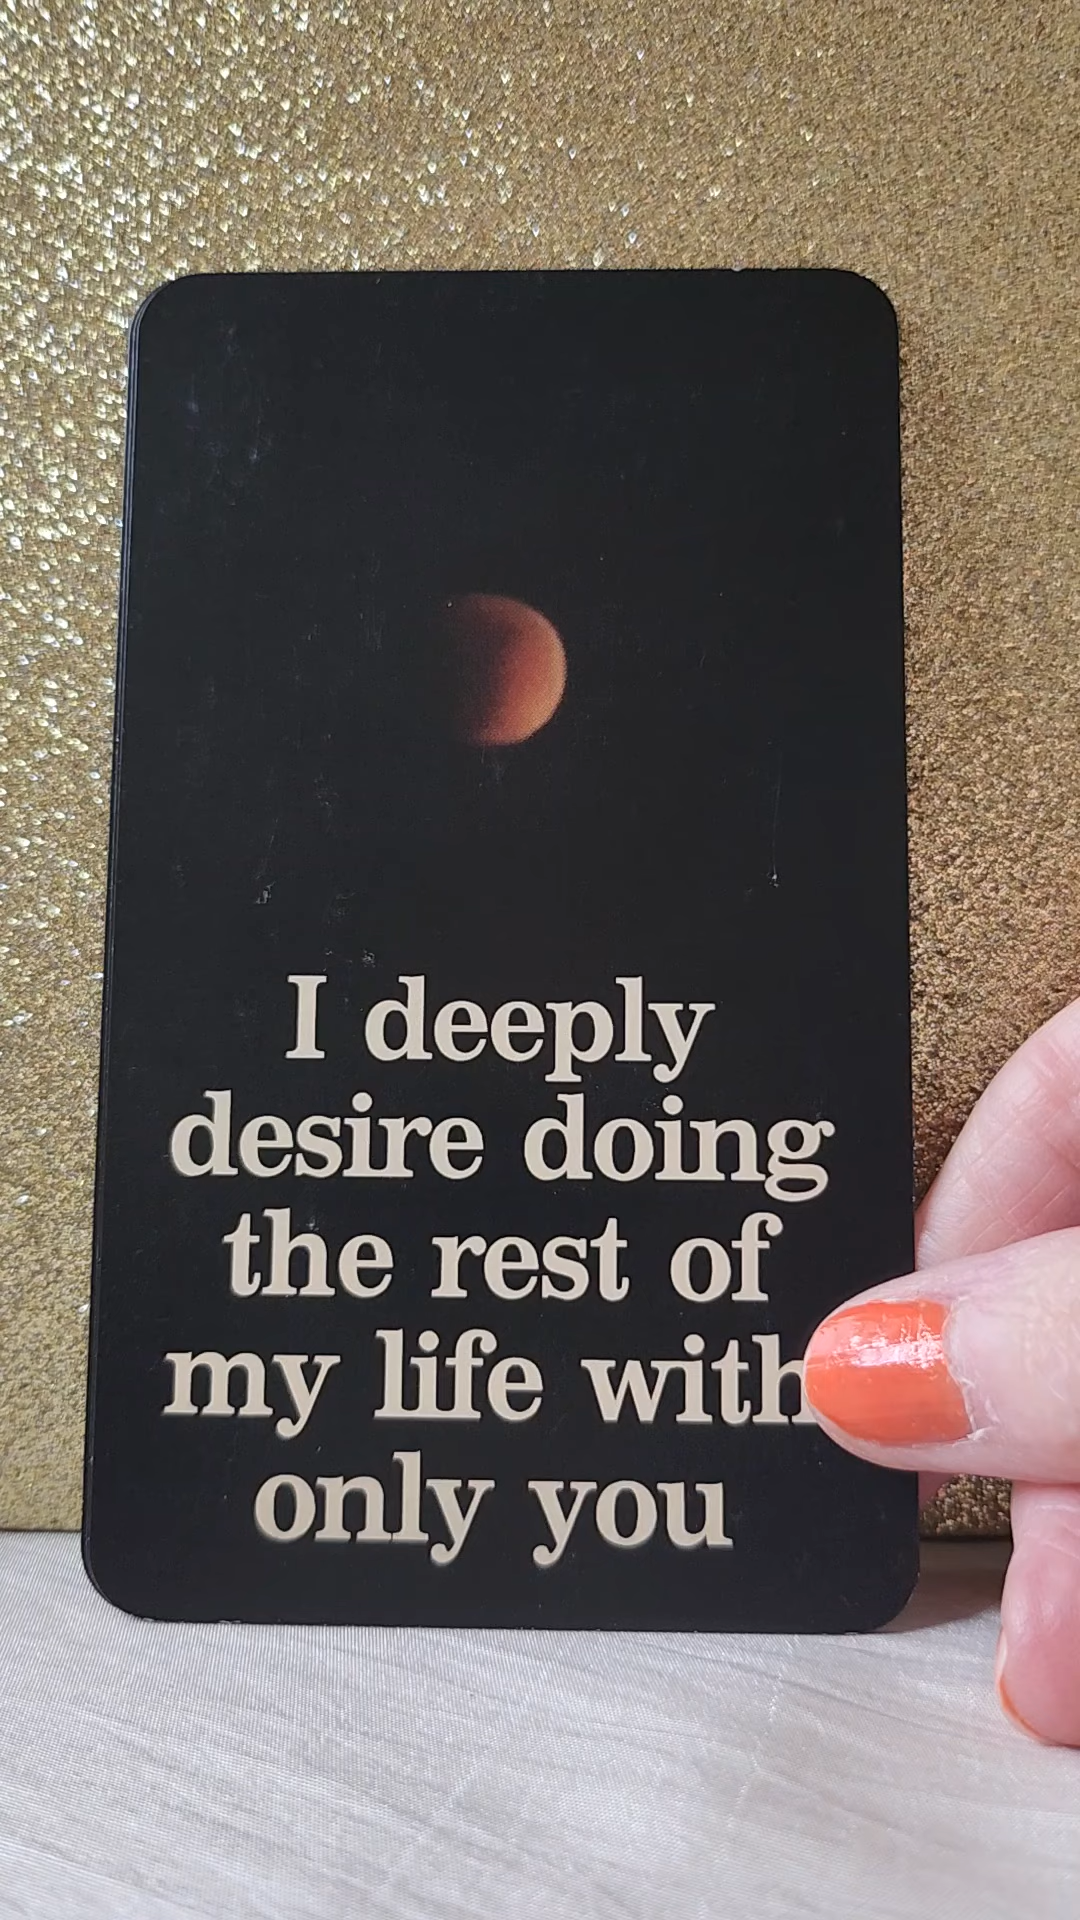 I deeply
desire doing
the rest of
my life with
only you